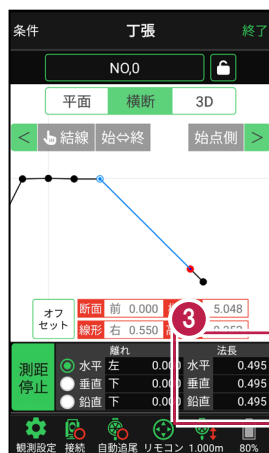 条件 丁張 終了
NO,0
平面 横断 3D
< 結線 始⇔終 始点側 >
オフセット
断面 前 0.000 5.048
線形 右 0.550
3
離れ 法長
測距停止
水平 左 0.000 水平 0.495
垂直 下 0.000 垂直 0.495
鉛直 下 0.000 鉛直 0.495
観測設定 接続 自動追尾 リモコン 1.000m 80%